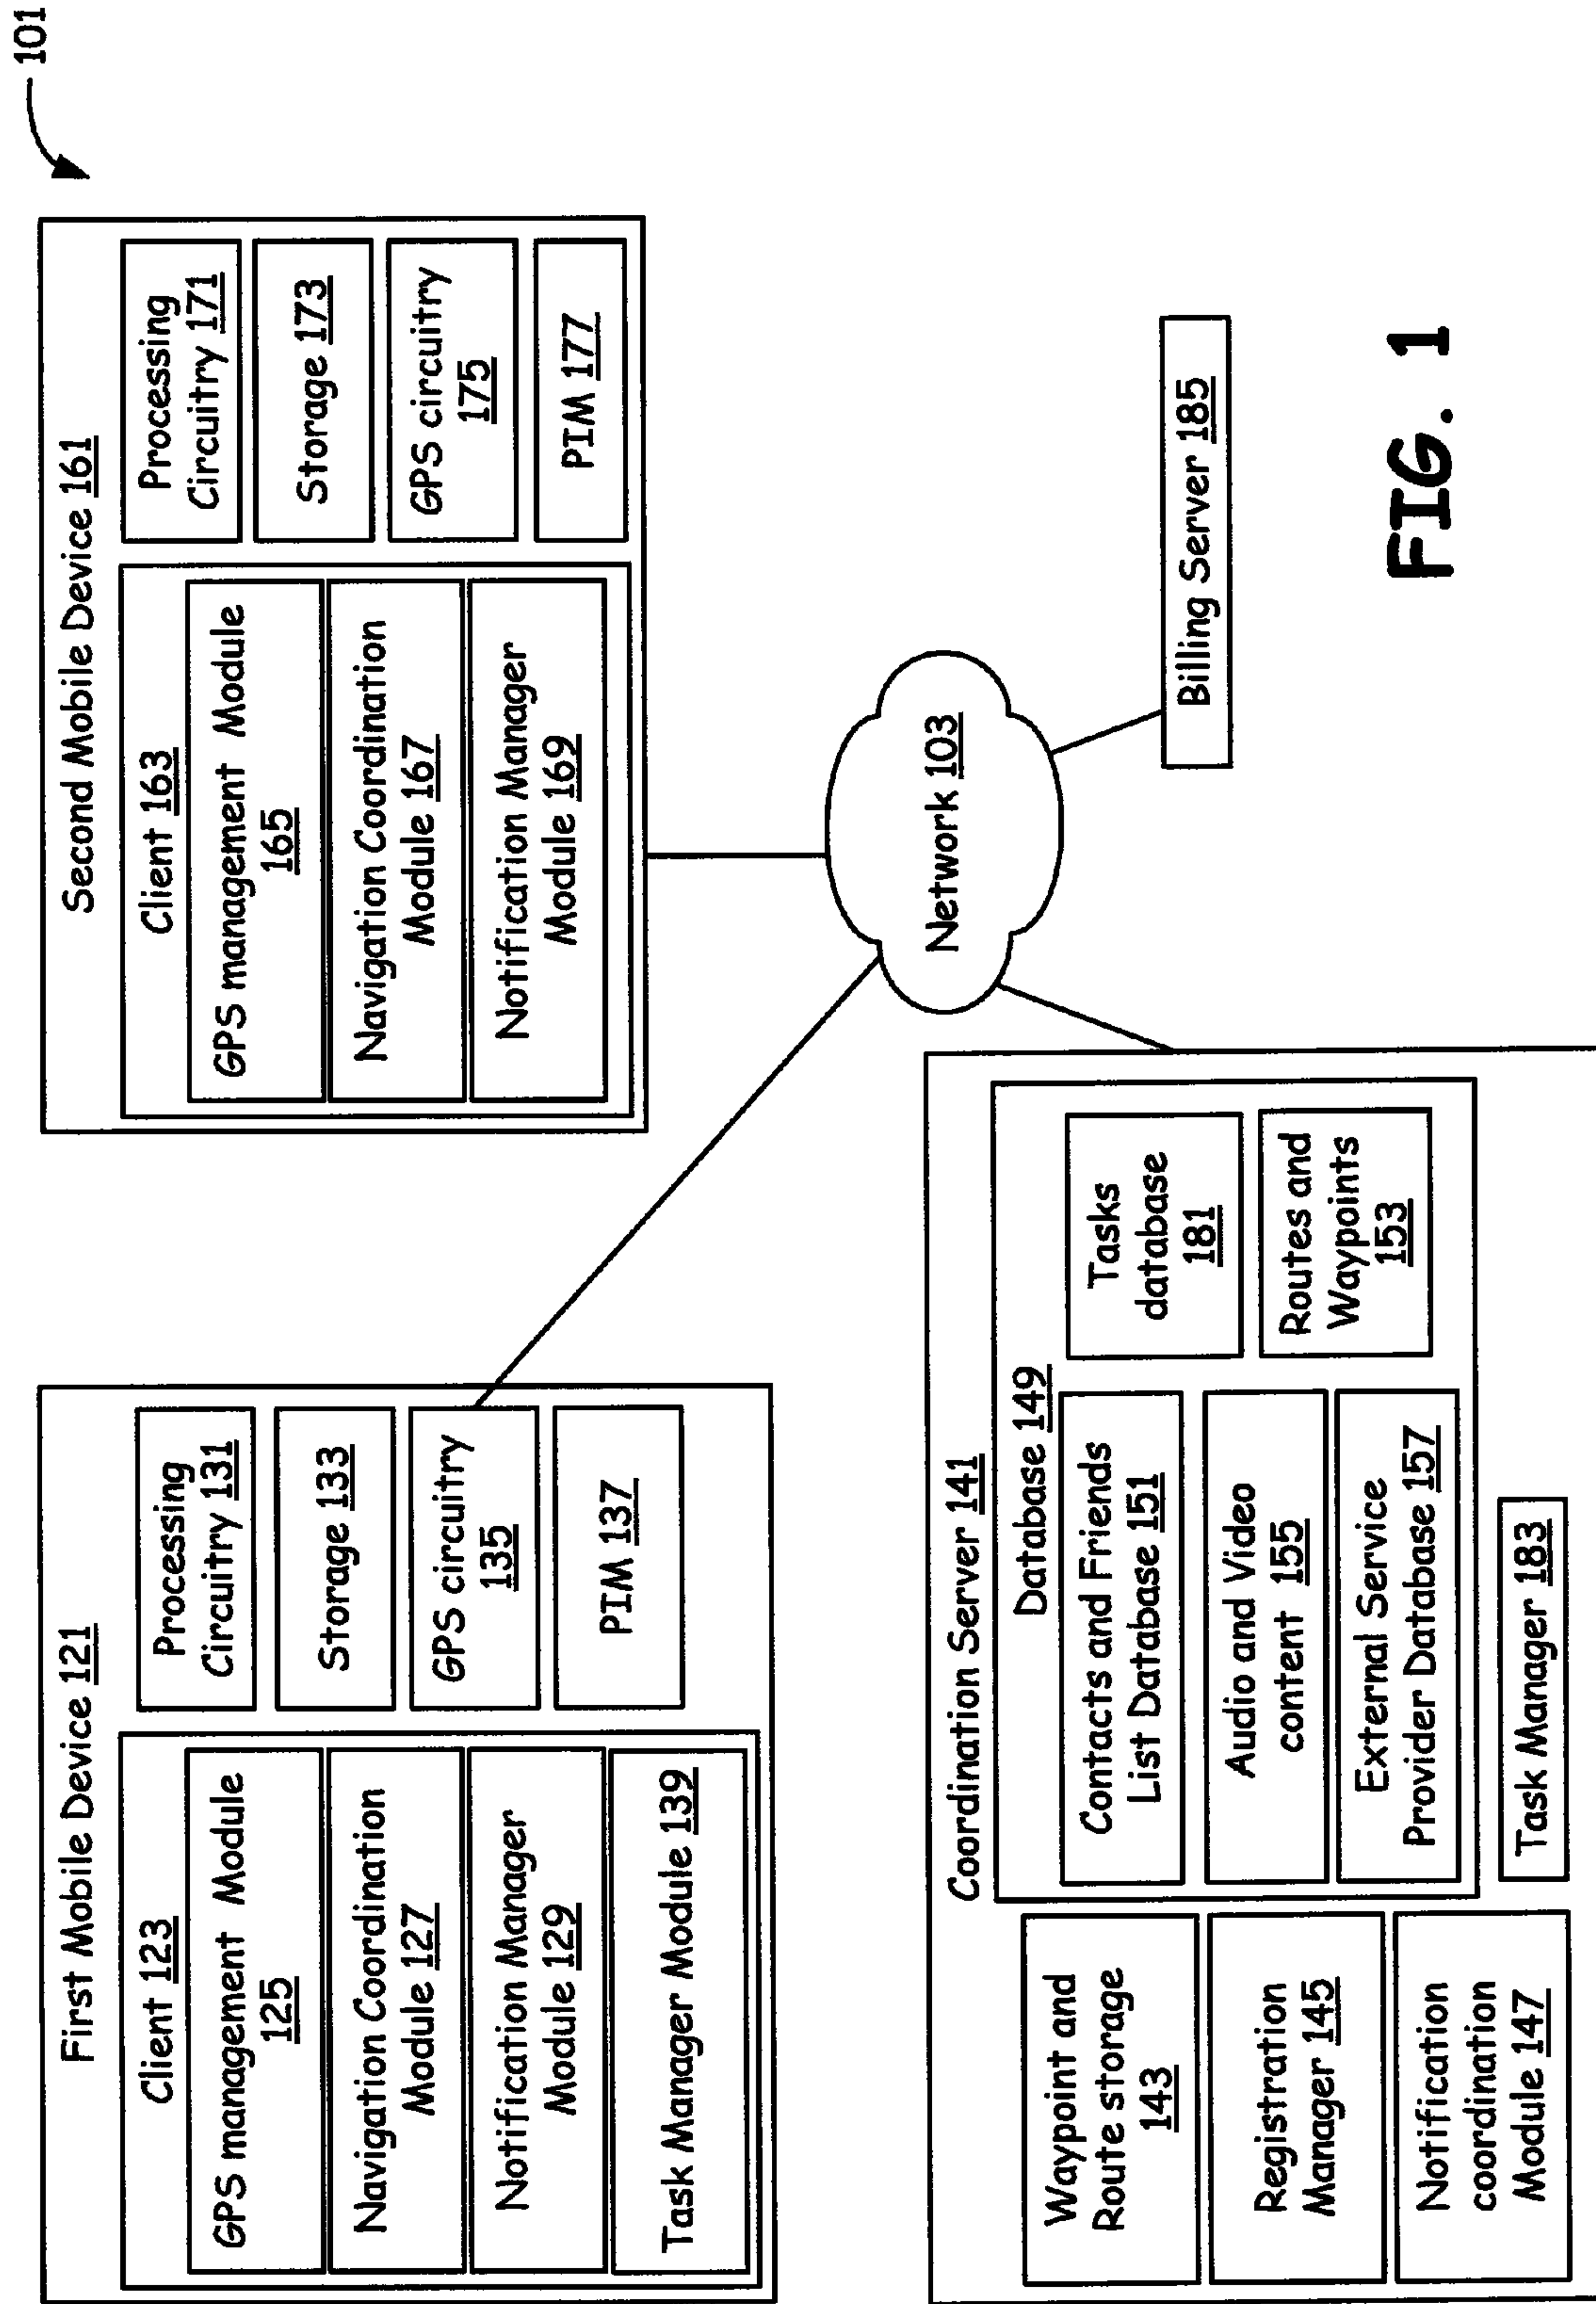 101
First Mobile Device 121
Client 123
GPS management Module
125
Navigation Coordination
Module 127
Notification Manager
Module 129
Task Manager Module 139
Processing
Circuitry 131
Storage 133
GPS circuitry
135
PIM 137
Second Mobile Device 161
Client 163
GPS management Module
165
Navigation Coordination
Module 167
Notification Manager
Module 169
Processing
Circuitry 171
Storage 173
GPS circuitry
175
PIM 177
Network 103
Billing Server 185
Coordination Server 141
Waypoint and
Route storage
143
Registration
Manager 145
Notification
coordination
Module 147
Database 149
Contacts and Friends
List Database 151
Audio and Video
content 155
External Service
Provider Database 157
Tasks
database
181
Routes and
Waypoints
153
Task Manager 183
FIG. 1